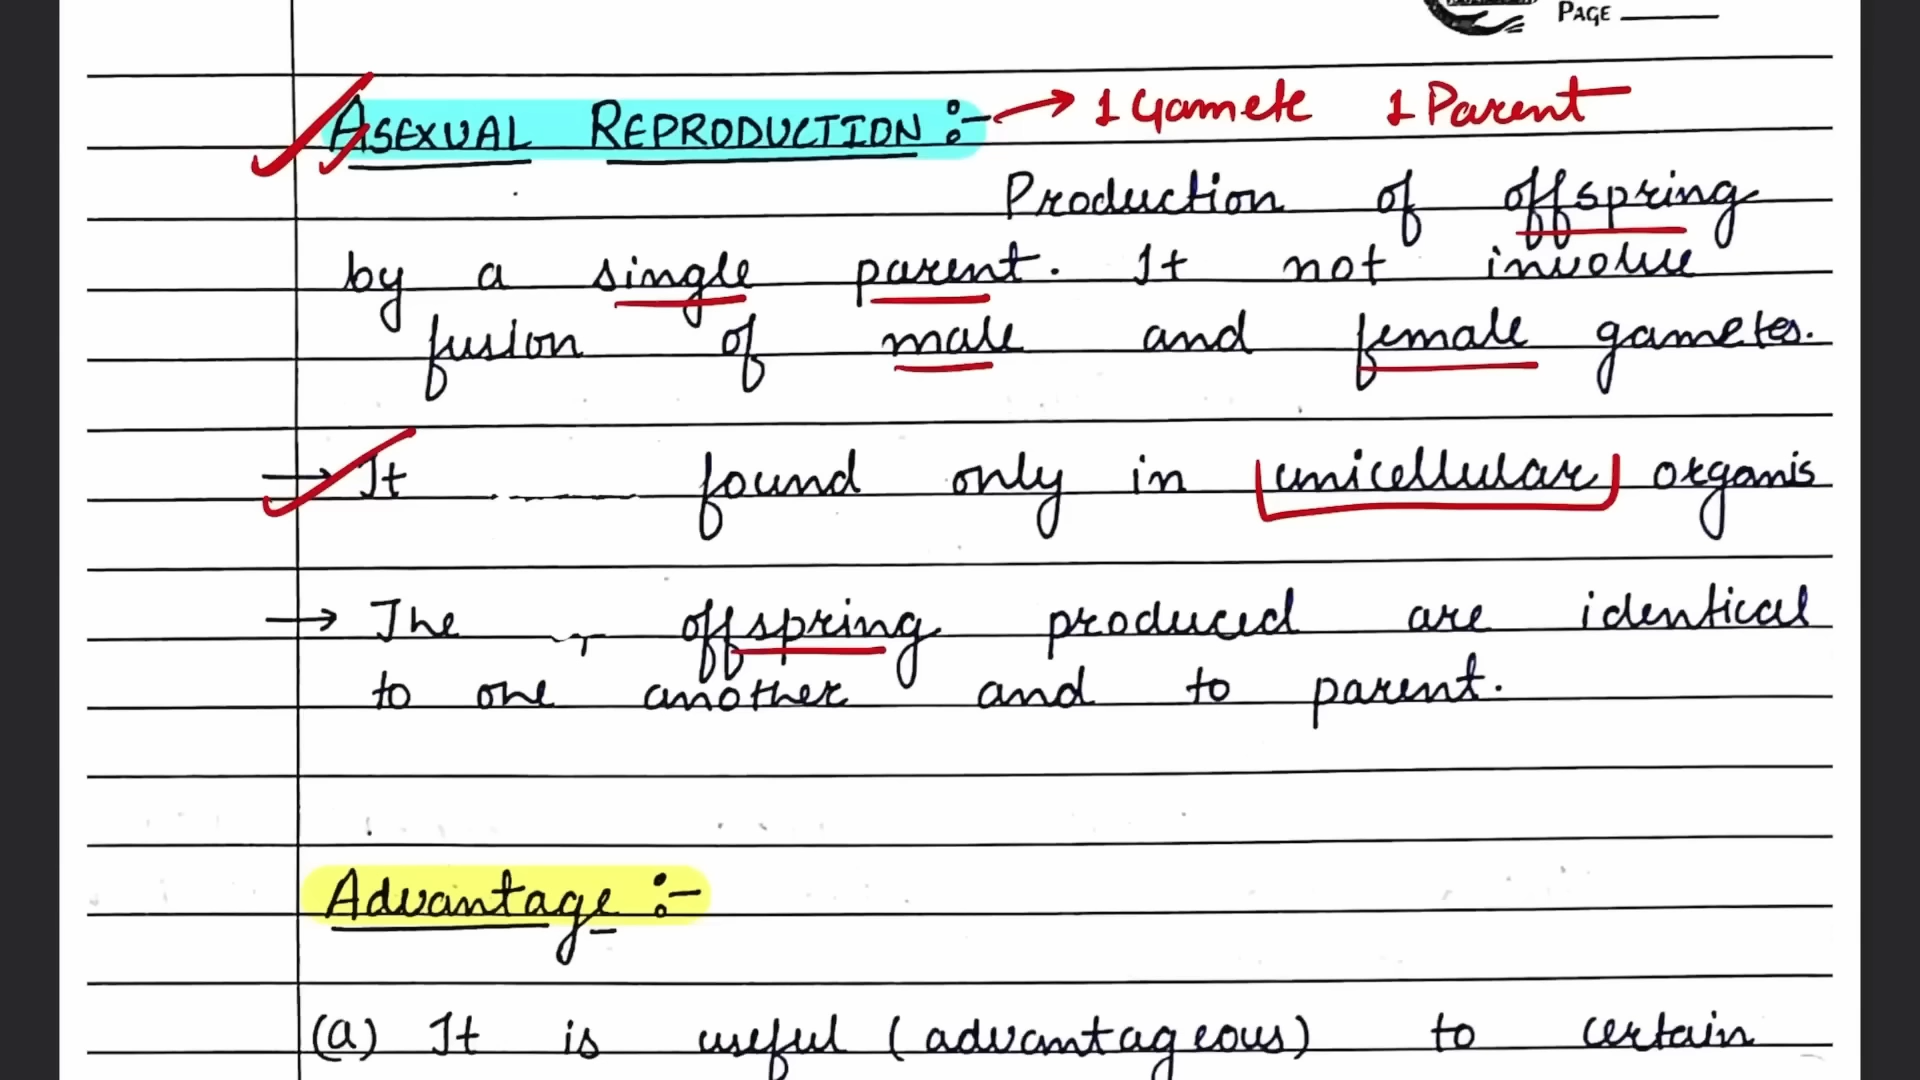 PAGE
ASEXUAL REPRODUCTION :- → 1 Gamete 1 Parent
Production of offspring
by a single parent. It not involve
fusion of male and female gametes.
→ It found only in unicellular organis
→ The offspring produced are identical
to one another and to parent.
Advantage :-
(a) It is useful (advantageous) to certain